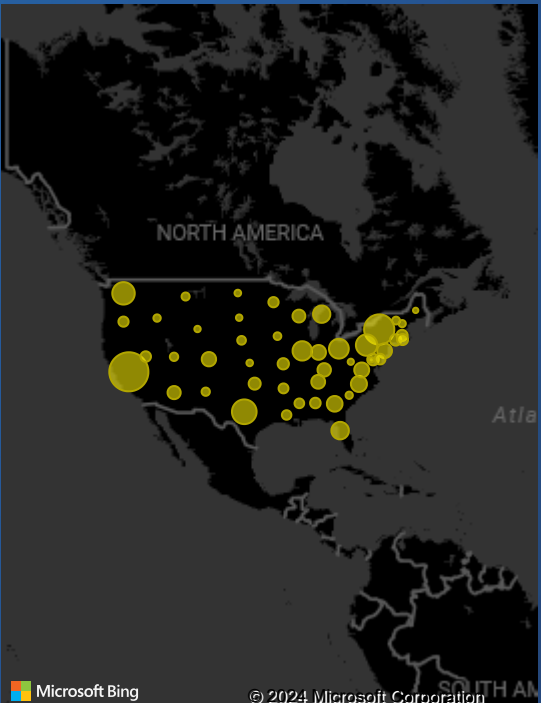 NORTH AMERICA
Atla
SOUTH AM
Microsoft Bing
© 2024 Microsoft Corporation